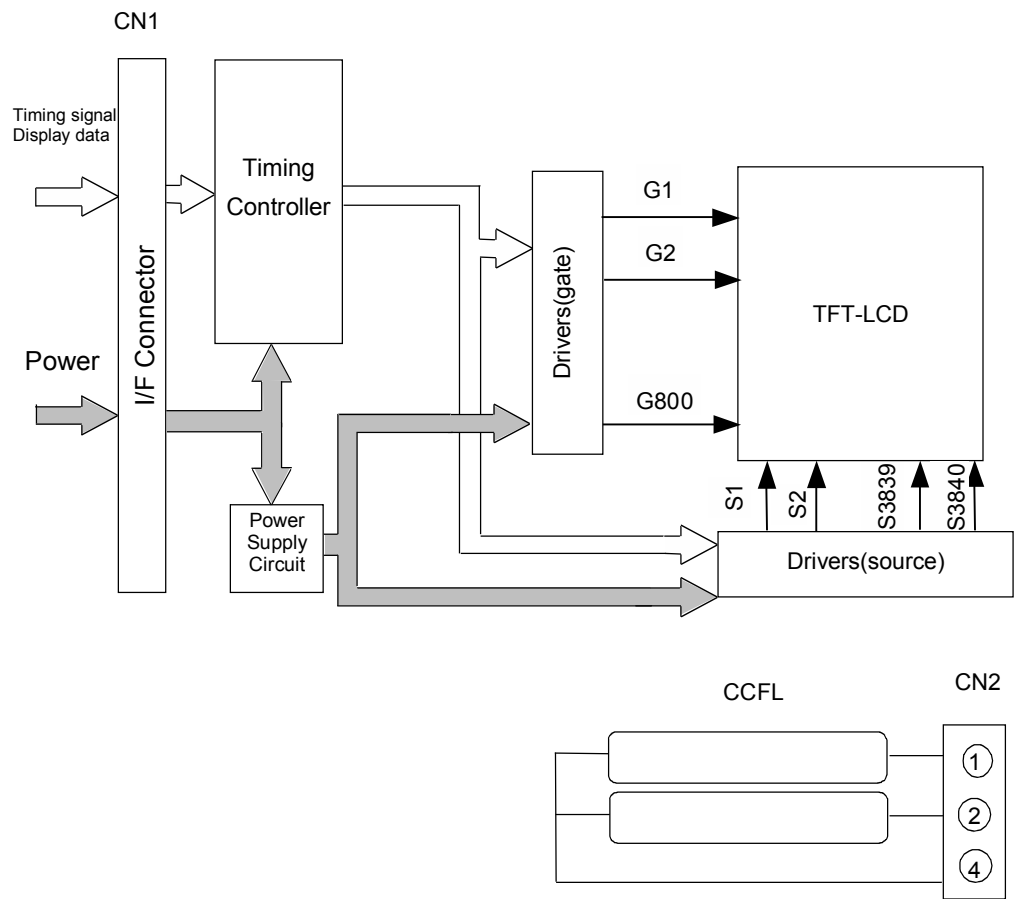 CN1
Timing signal
Display data
Power
I/F Connector
Timing
Controller
Power
Supply
Circuit
Drivers(gate)
G1
G2
G800
TFT-LCD
S1
S2
S3839
S3840
Drivers(source)
CCFL
CN2
1
2
4